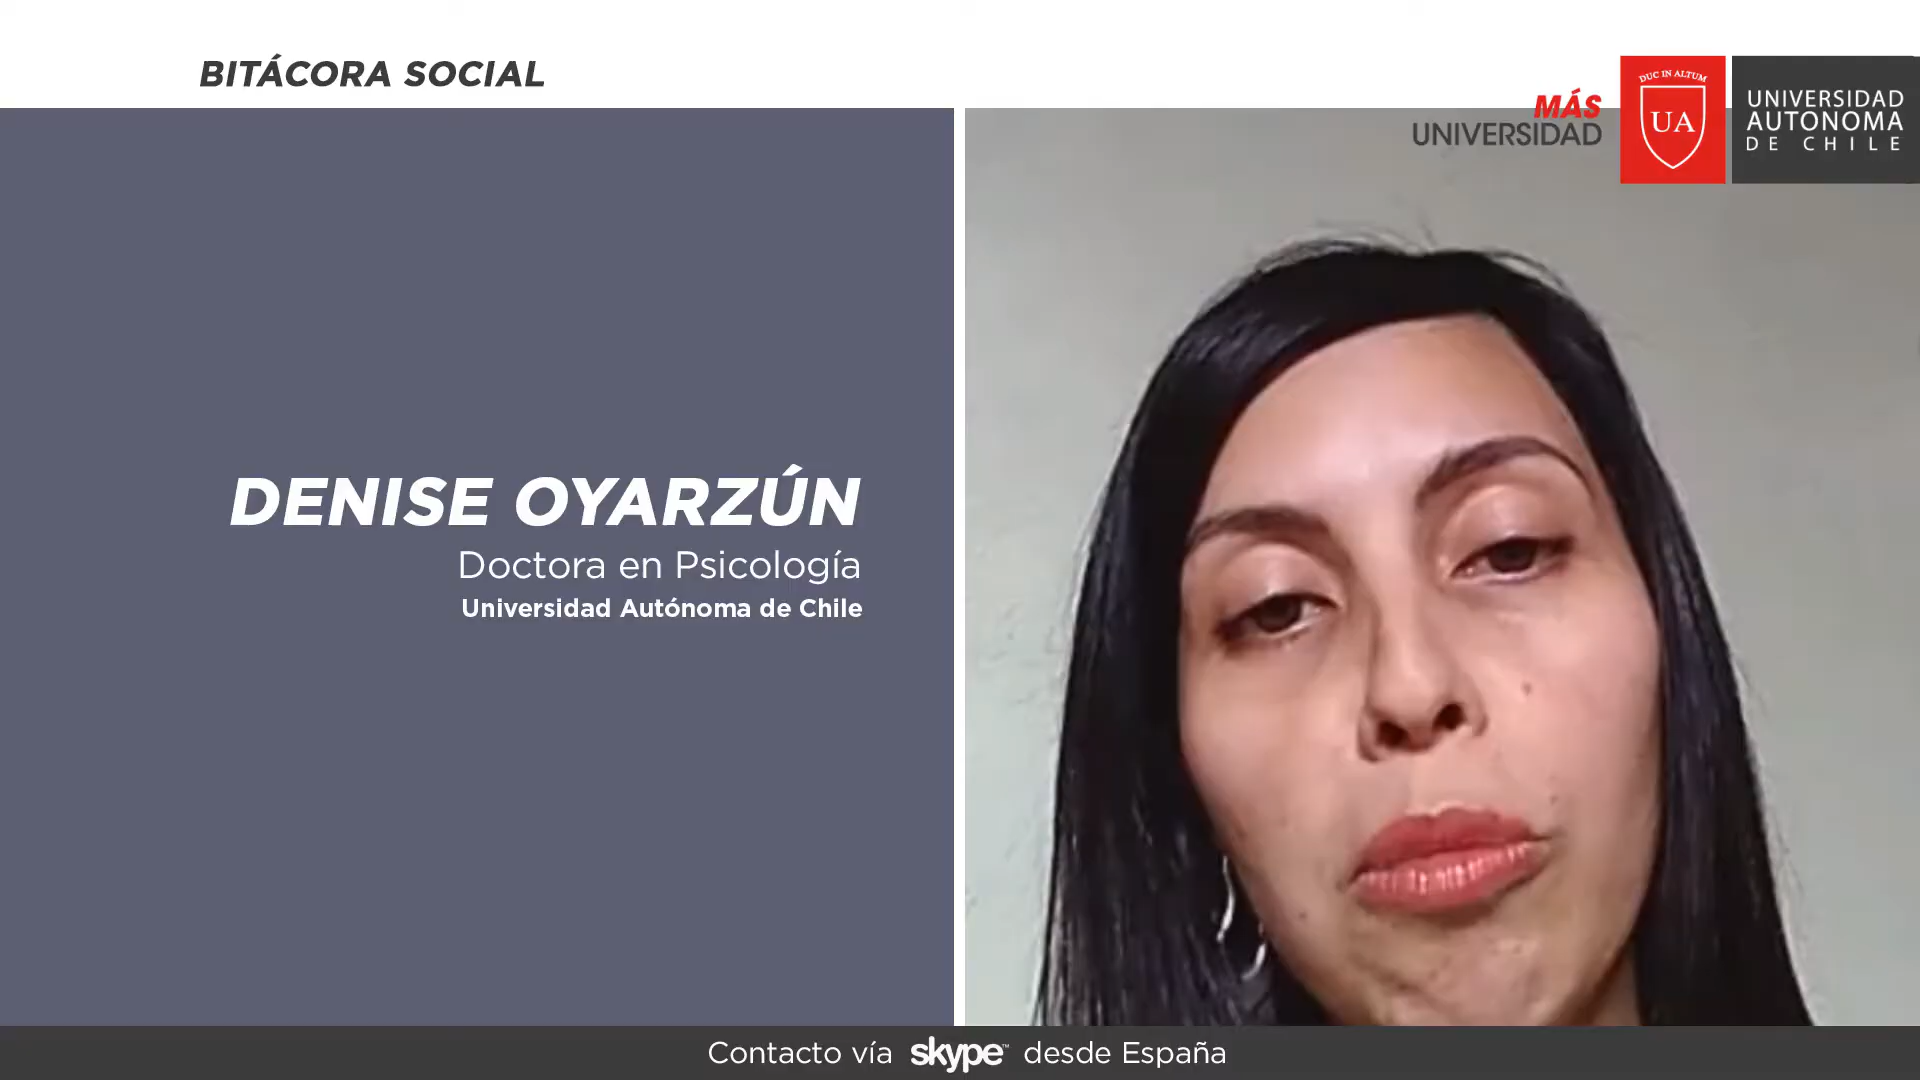 BITÁCORA SOCIAL
MÁS
UNIVERSIDAD
DUC IN ALTUM
UA
UNIVERSIDAD
AUTONOMA
DE CHILE
DENISE OYARZÚN
Doctora en Psicología
Universidad Autónoma de Chile
Contacto vía skype™ desde España